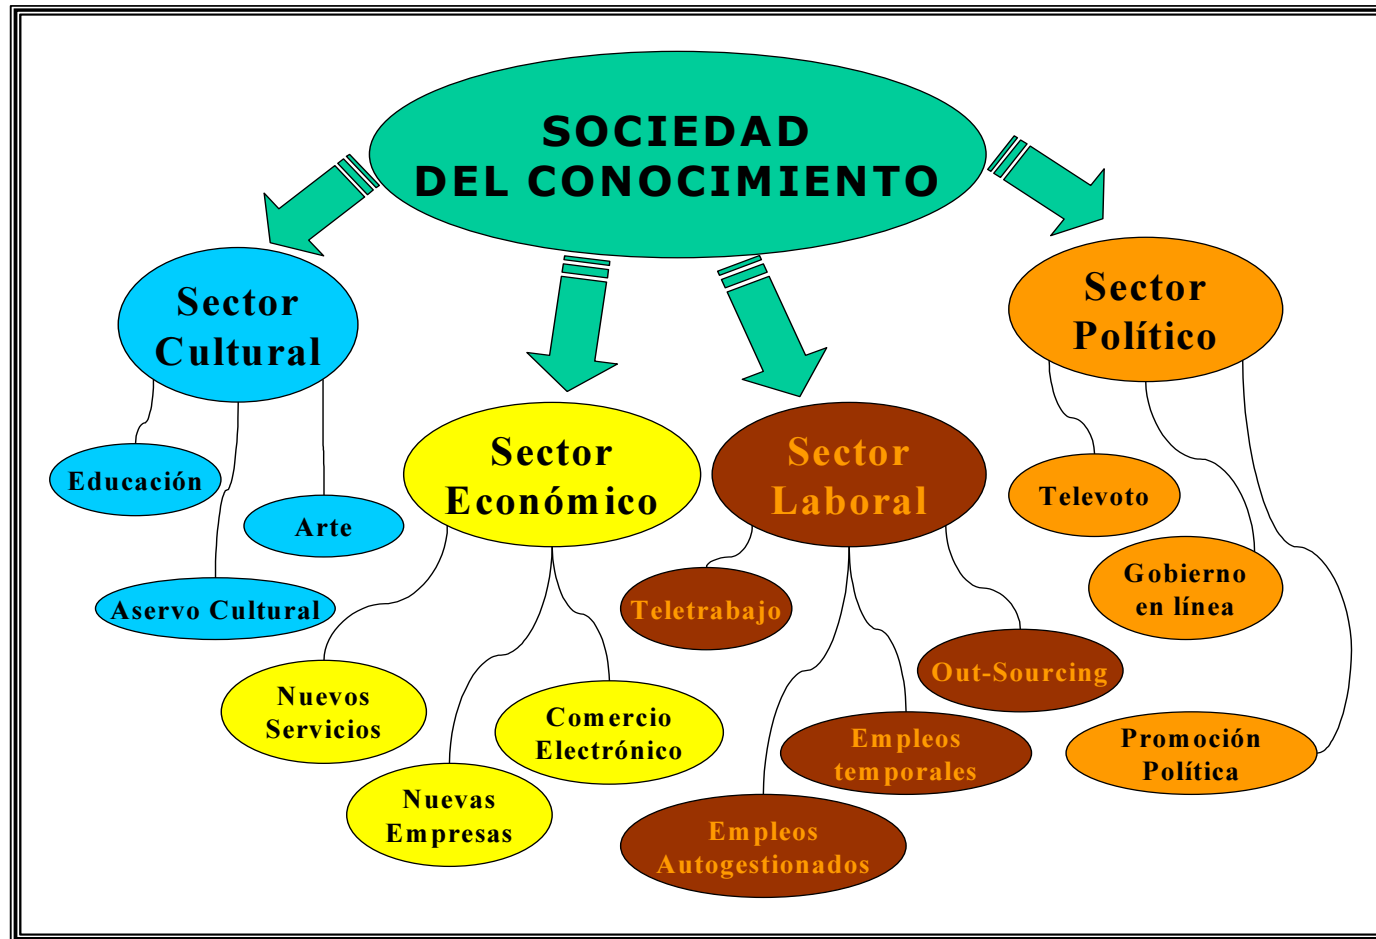 SOCIEDAD
DEL CONOCIMIENTO
Sector
Cultural
Educación
Arte
Aservo Cultural
Sector
Económico
Nuevos
Servicios
Comercio
Electrónico
Nuevas
Empresas
Sector
Laboral
Teletrabajo
Out-Sourcing
Empleos
temporales
Empleos
Autogestionados
Sector
Político
Televoto
Gobierno
en línea
Promoción
Política